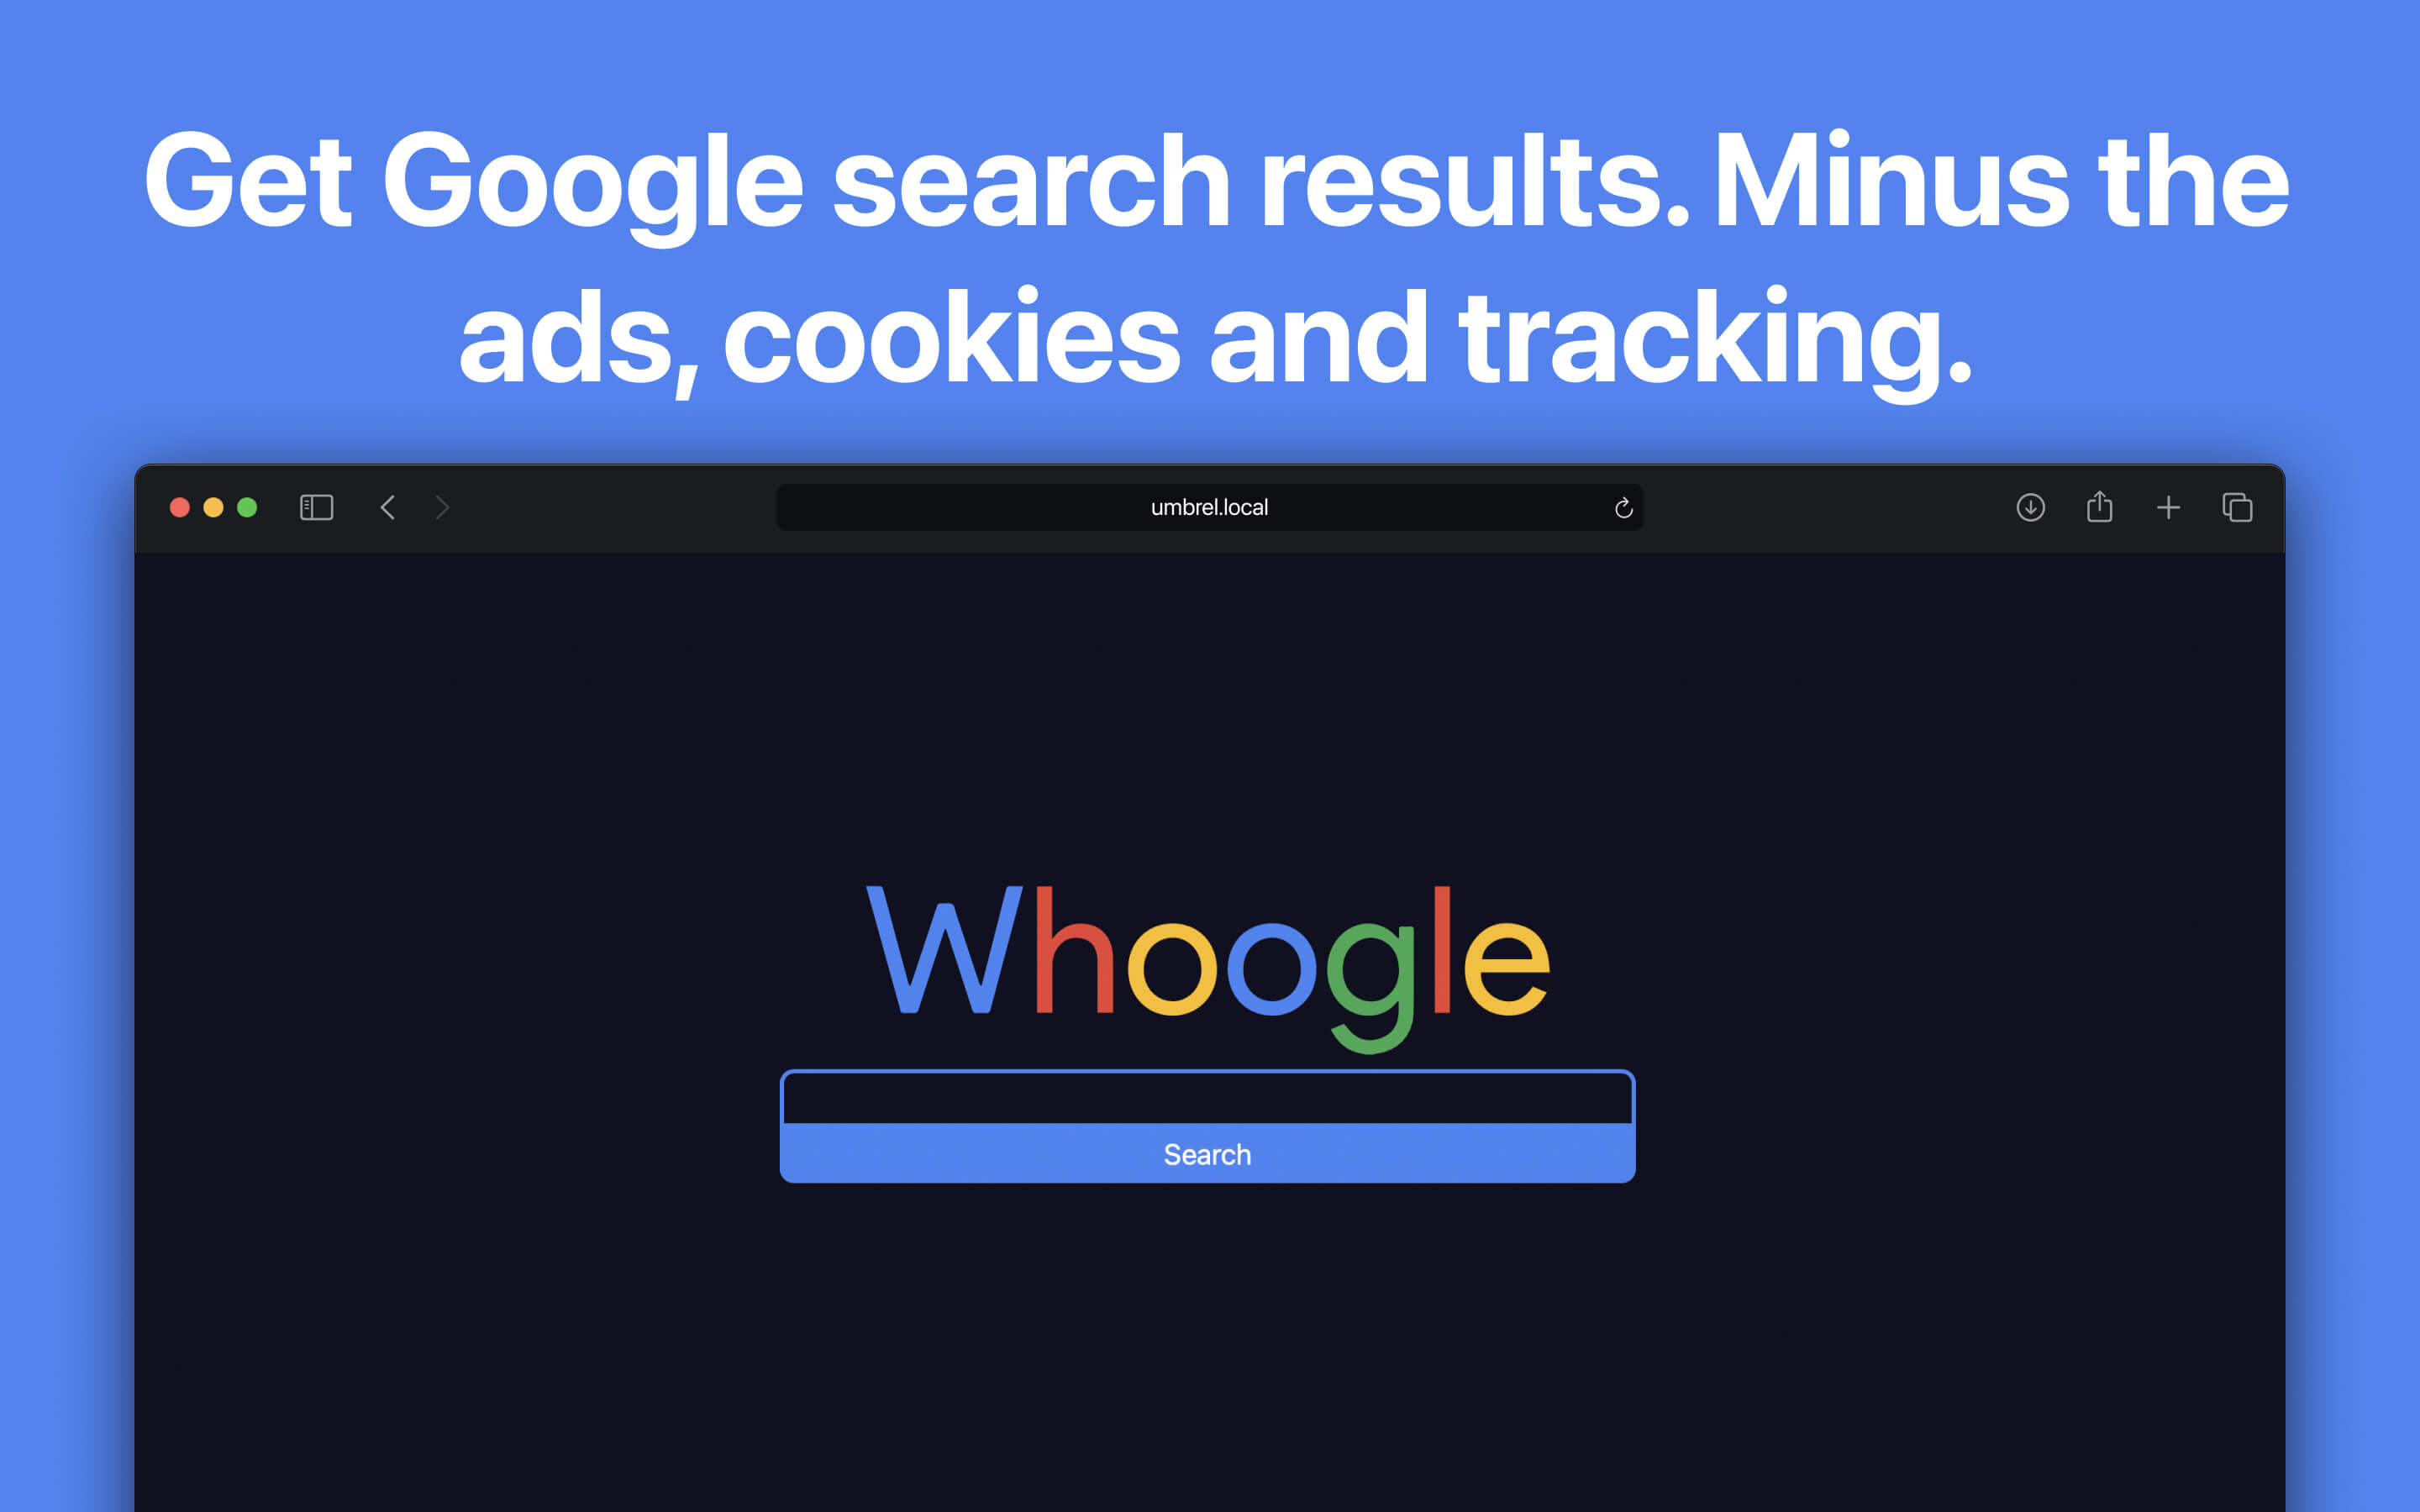 Get Google search results. Minus the
ads, cookies and tracking.
umbrel.local
Whoogle
Search